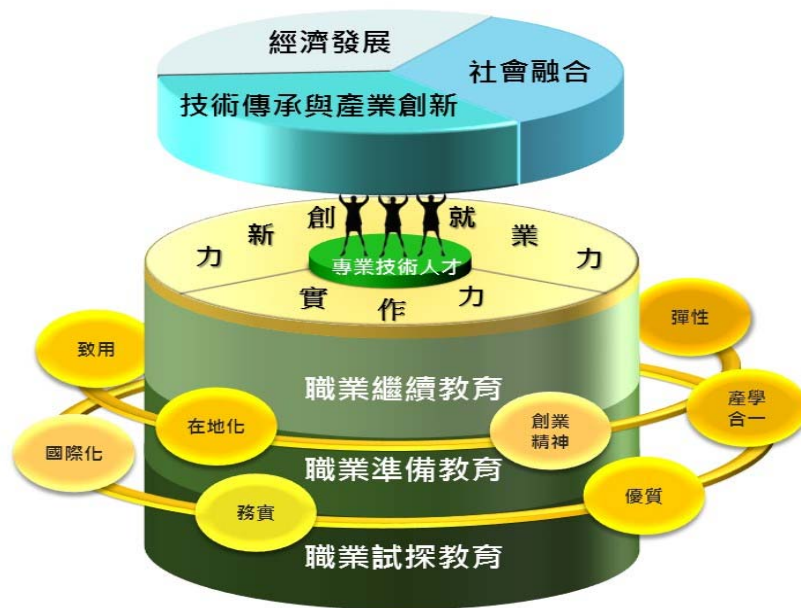 經濟發展
社會融合
技術傳承與產業創新
力新創
就業力
專業技術人才
實作力
彈性
致用
職業繼續教育
產學
合一
在地化
創業
精神
國際化
職業準備教育
優質
務實
職業試探教育